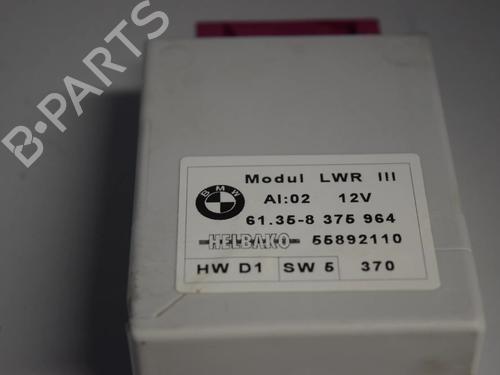 B-PARTS
BMW
Modul LWR III
AI:02 12V
61.35-8 375 964
HELBAKO 55892110
HW D1 SW 5 370